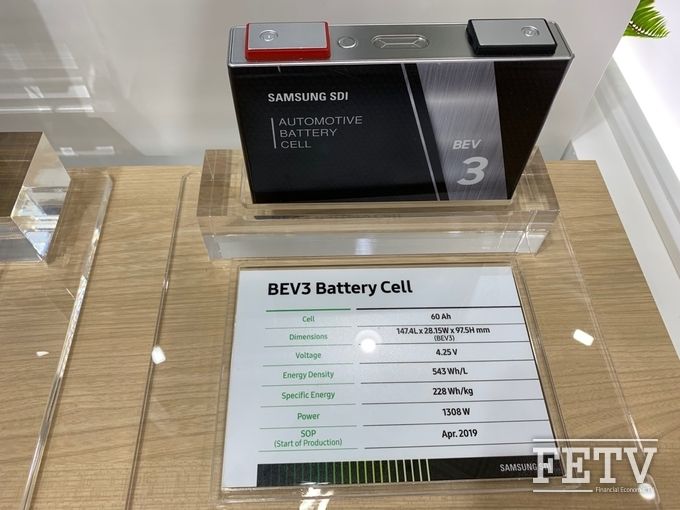 SAMSUNG SDI
AUTOMOTIVE
BATTERY
CELL
BEV
3
BEV3 Battery Cell
Cell 60 Ah
Dimensions 147.4L x 28.15W x 97.5H mm
(BEV3)
Voltage 4.25 V
Energy Density 543 Wh/L
Specific Energy 228 Wh/kg
Power 1308 W
SOP Apr. 2019
(Start of Production)
SAMSUNG
FETV
Financial